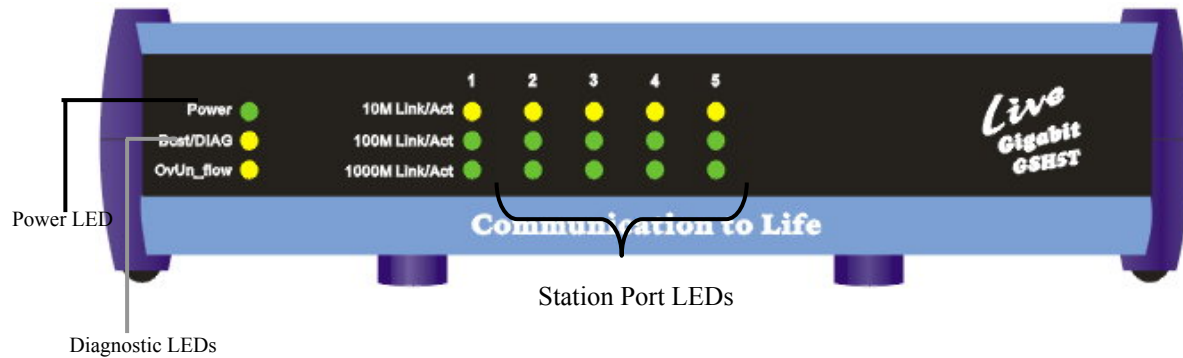 1 2 3 4 5
Power
10M Link/Act
Bost/DIAG
100M Link/Act
OvUn_flow
1000M Link/Act
Live
Gigabit
GSH5T
Power LED
Communication to Life
Station Port LEDs
Diagnostic LEDs